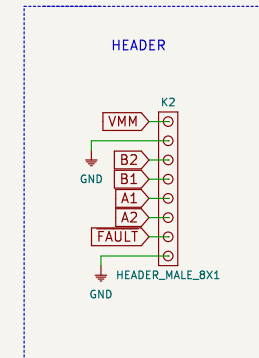 HEADER
K2
VMM
GND
B2
B1
A1
A2
FAULT
HEADER_MALE_8X1
GND